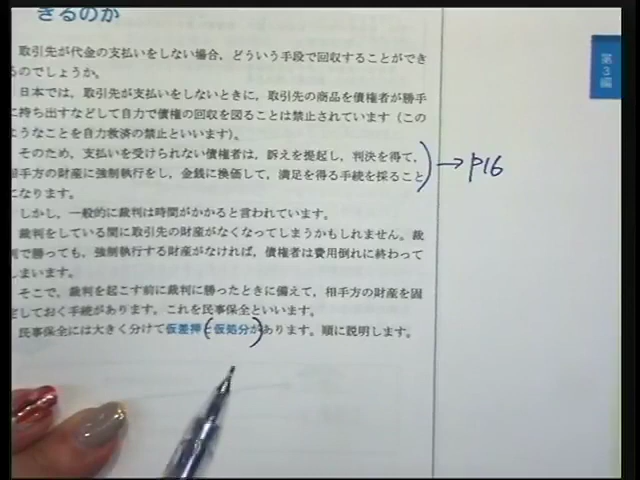 きるのか
取引先が代金の支払いをしない場合、どういう手段で回収することができ
るのでしょうか。
日本では、取引先が支払いをしないときに、取引先の商品を債権者が勝手
に持ち出すなどして自力で債権の回収を図ることは禁止されています（この
ようなことを自力救済の禁止といいます）。
そのため、支払いを受けられない債権者は、訴えを提起し、判決を得て、
相手方の財産に強制執行をし、金銭に換価して、満足を得る手続を採ること
になります。
しかし、一般的に裁判は時間がかかると言われています。
裁判をしている間に取引先の財産がなくなってしまうかもしれません。裁
判で勝っても、強制執行する財産がなければ、債権者は費用倒れに終わって
しまいます。
そこで、裁判を起こす前に裁判に勝ったときに備えて、相手方の財産を固
定しておく手続があります。これを民事保全といいます。
民事保全には大きく分けて仮差押と仮処分があります。順に説明します。
→P16
第3編